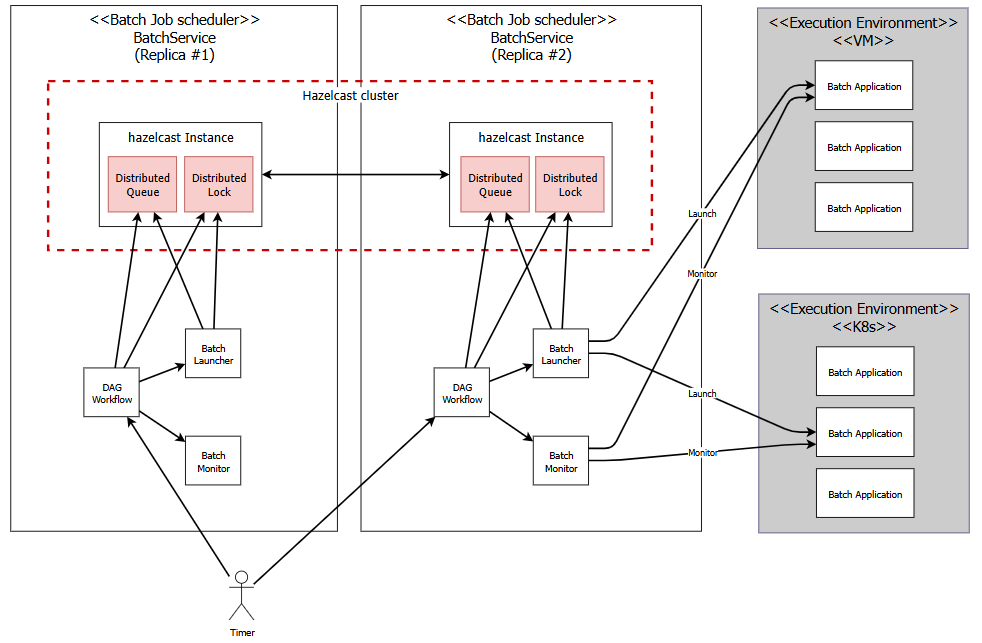 <<Batch Job scheduler>>
BatchService
(Replica #1)
<<Batch Job scheduler>>
BatchService
(Replica #2)
<<Execution Environment>>
<<VM>>
Batch Application
Batch Application
Batch Application
Hazelcast cluster
hazelcast Instance
Distributed
Queue
Distributed
Lock
hazelcast Instance
Distributed
Queue
Distributed
Lock
Launch
Monitor
<<Execution Environment>>
<<K8s>>
Batch Application
Batch Application
Batch Application
Batch
Launcher
DAG
Workflow
Batch
Monitor
Batch
Launcher
DAG
Workflow
Batch
Monitor
Launch
Monitor
Timer